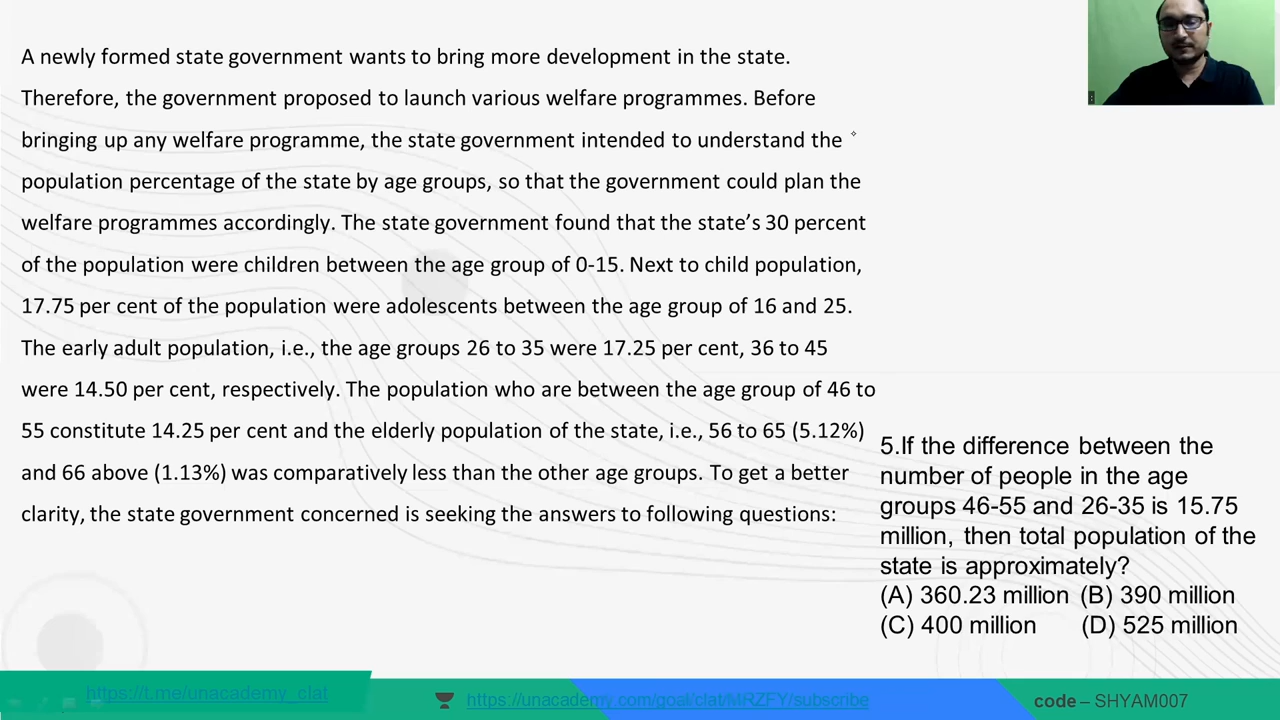 A newly formed state government wants to bring more development in the state.
Therefore, the government proposed to launch various welfare programmes. Before
bringing up any welfare programme, the state government intended to understand the
population percentage of the state by age groups, so that the government could plan the
welfare programmes accordingly. The state government found that the state’s 30 percent
of the population were children between the age group of 0-15. Next to child population,
17.75 per cent of the population were adolescents between the age group of 16 and 25.
The early adult population, i.e., the age groups 26 to 35 were 17.25 per cent, 36 to 45
were 14.50 per cent, respectively. The population who are between the age group of 46 to
55 constitute 14.25 per cent and the elderly population of the state, i.e., 56 to 65 (5.12%)
and 66 above (1.13%) was comparatively less than the other age groups. To get a better
clarity, the state government concerned is seeking the answers to following questions:
5.If the difference between the
number of people in the age
groups 46-55 and 26-35 is 15.75
million, then total population of the
state is approximately?
(A) 360.23 million (B) 390 million
(C) 400 million (D) 525 million
https://t.me/unacademy_clat
https://unacademy.com/goal/clat/MRZFY/subscribe
code – SHYAM007